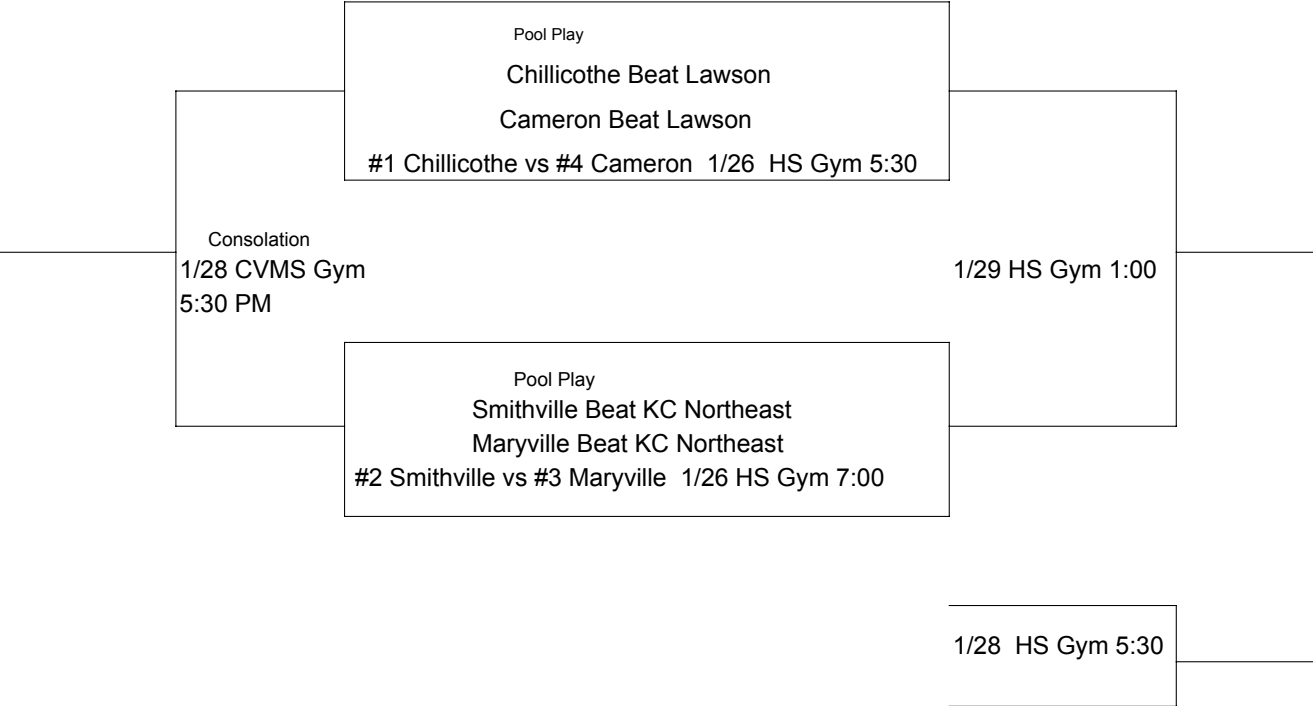 Pool Play
Chillicothe Beat Lawson
Cameron Beat Lawson
#1 Chillicothe vs #4 Cameron 1/26 HS Gym 5:30
Consolation
1/28 CVMS Gym
5:30 PM
1/29 HS Gym 1:00
Pool Play
Smithville Beat KC Northeast
Maryville Beat KC Northeast
#2 Smithville vs #3 Maryville 1/26 HS Gym 7:00
1/28 HS Gym 5:30